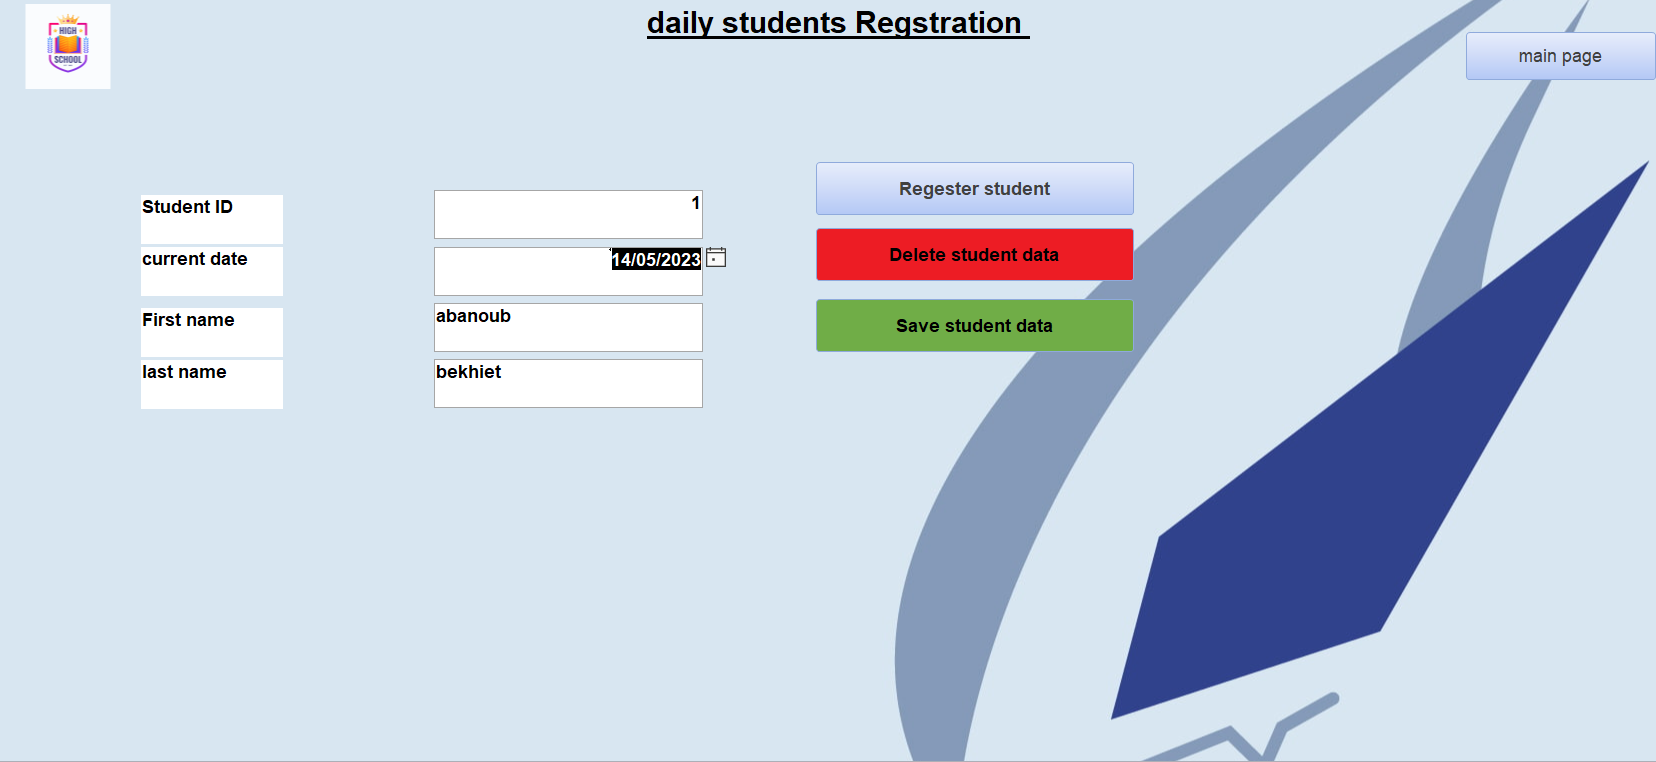 HIGH
SCHOOL
daily students Regstration
main page
Student ID
1
current date
14/05/2023
First name
abanoub
last name
bekhiet
Regester student
Delete student data
Save student data